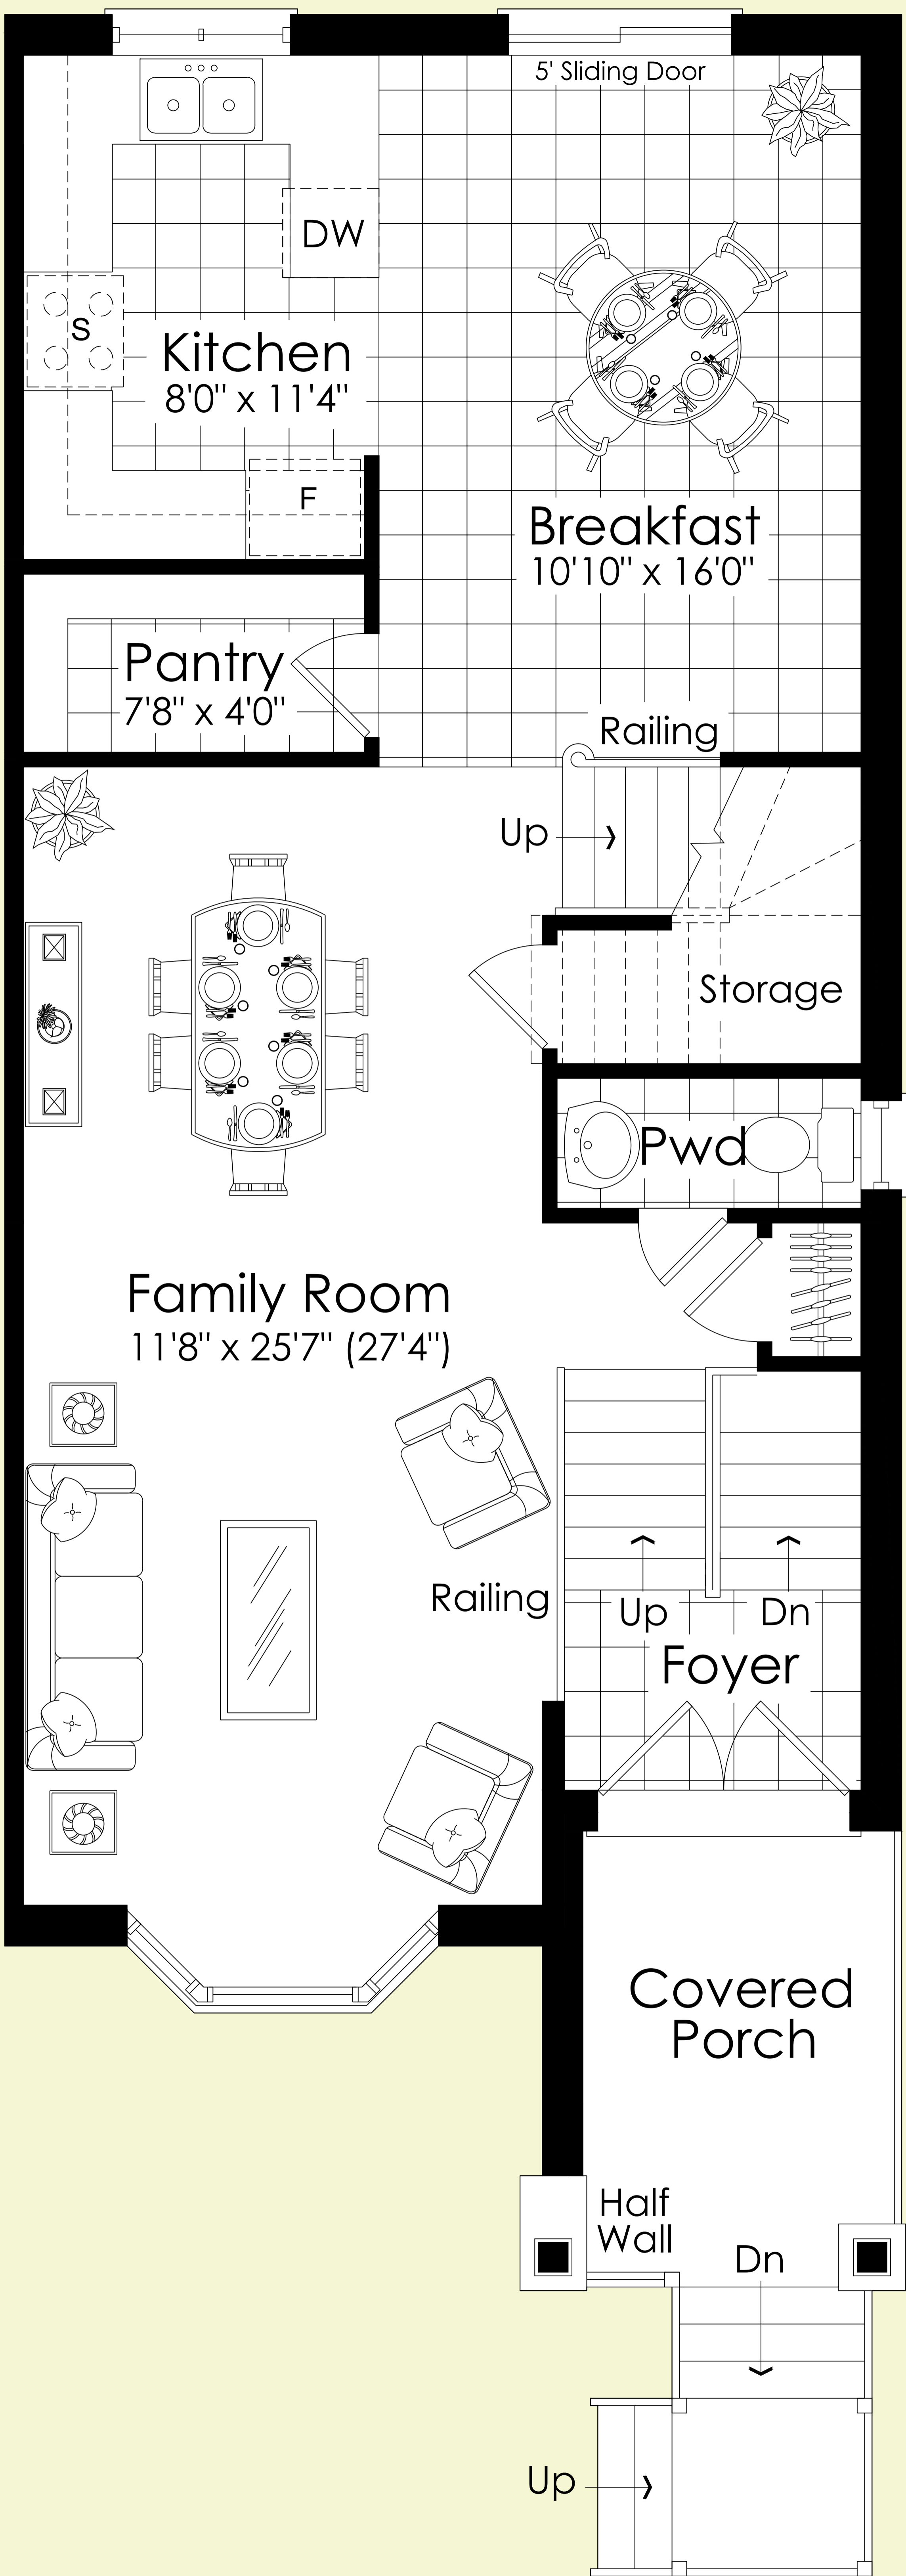 5' Sliding Door
DW
S
Kitchen
8'0" x 11'4"
F
Breakfast
10'10" x 16'0"
Pantry
7'8" x 4'0"
Railing
Up
Storage
Pwd
Family Room
11'8" x 25'7" (27'4")
Railing
Up
Dn
Foyer
Covered
Porch
Half
Wall
Dn
Up